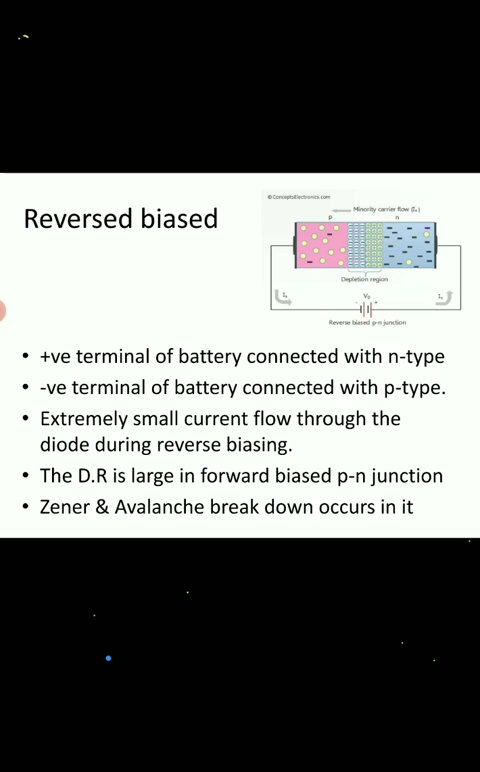 © ConceptsElectronics.com
Minority carrier flow (Iₛ)
p n
Reversed biased
Depletion region
Iₛ Iₛ
V_D
- +
Reverse biased p-n junction
• +ve terminal of battery connected with n-type
• -ve terminal of battery connected with p-type.
• Extremely small current flow through the
diode during reverse biasing.
• The D.R is large in forward biased p-n junction
• Zener & Avalanche break down occurs in it